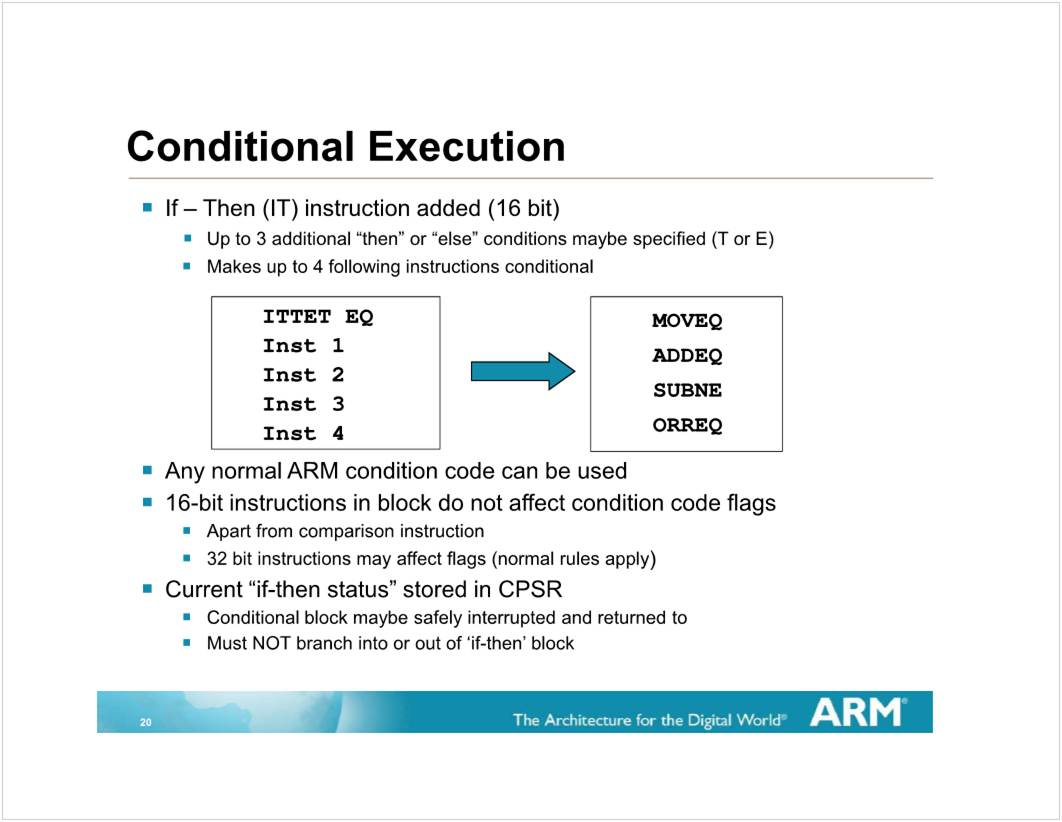 Conditional Execution
If – Then (IT) instruction added (16 bit)
Up to 3 additional “then” or “else” conditions maybe specified (T or E)
Makes up to 4 following instructions conditional
ITTET EQ
Inst 1
Inst 2
Inst 3
Inst 4
MOVEQ
ADDEQ
SUBNE
ORREQ
Any normal ARM condition code can be used
16-bit instructions in block do not affect condition code flags
Apart from comparison instruction
32 bit instructions may affect flags (normal rules apply)
Current “if-then status” stored in CPSR
Conditional block maybe safely interrupted and returned to
Must NOT branch into or out of ‘if-then’ block
20
The Architecture for the Digital World®
ARM®